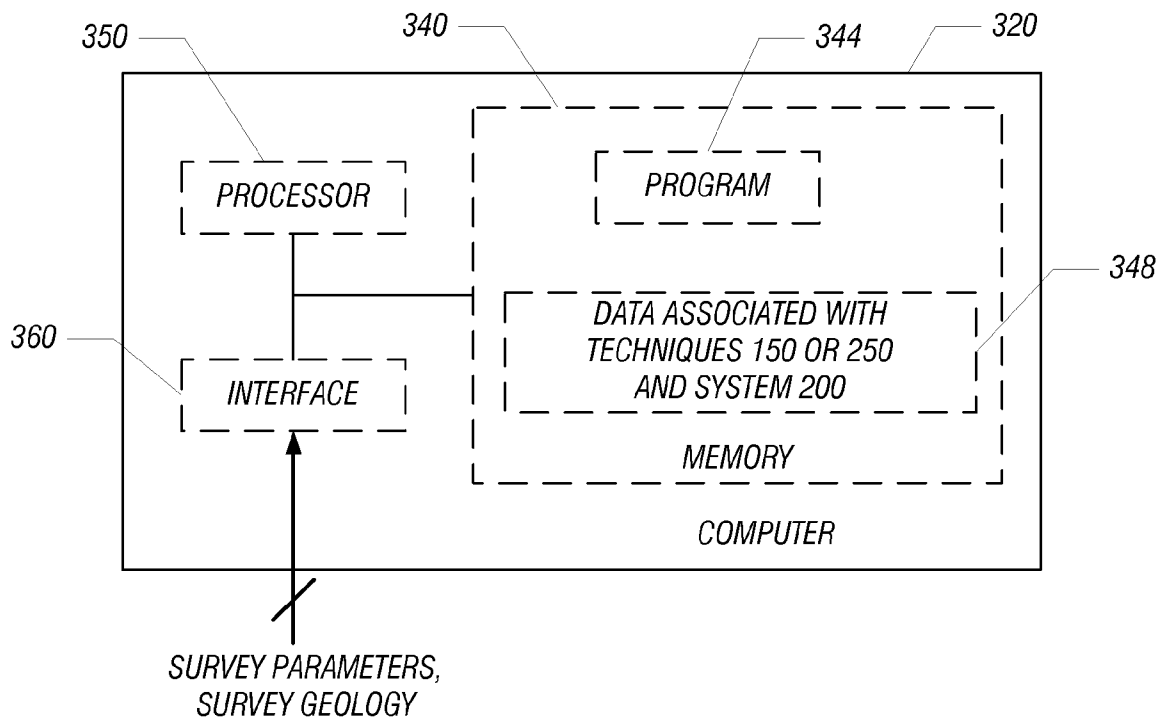 350
340
344
320
PROCESSOR
PROGRAM
348
DATA ASSOCIATED WITH
TECHNIQUES 150 OR 250
AND SYSTEM 200
360
INTERFACE
MEMORY
COMPUTER
SURVEY PARAMETERS,
SURVEY GEOLOGY